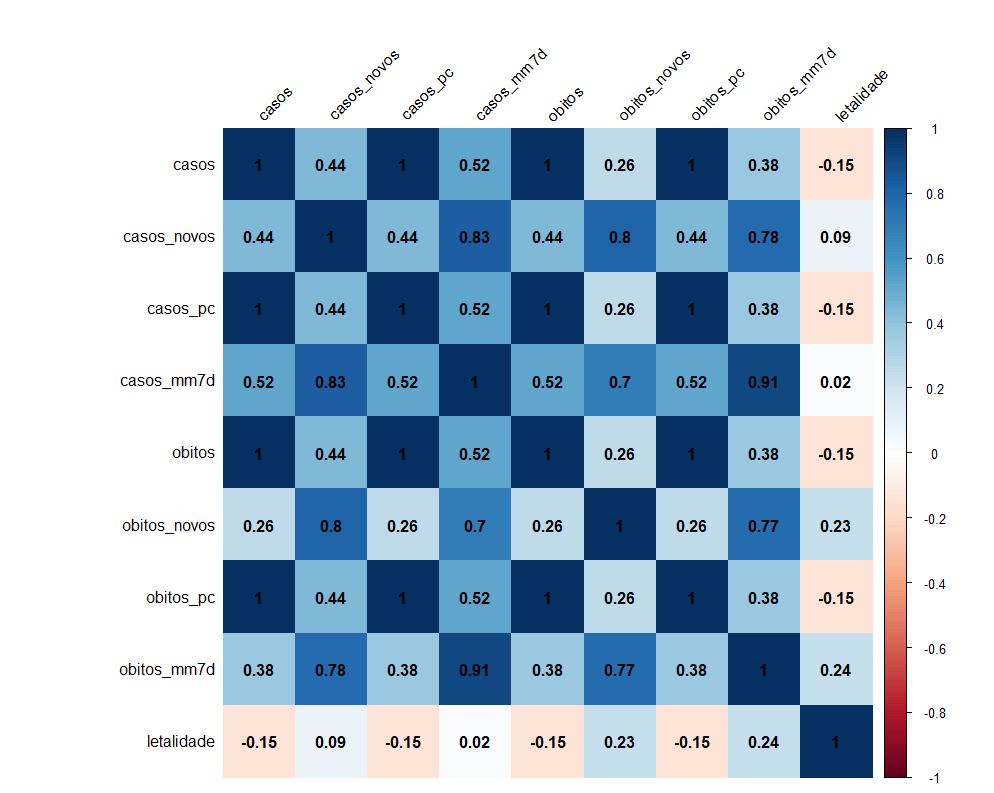 casos casos_novos casos_pc casos_mm7d obitos obitos_novos obitos_pc obitos_mm7d letalidade
casos 1 0.44 1 0.52 1 0.26 1 0.38 -0.15
casos_novos 0.44 1 0.44 0.83 0.44 0.8 0.44 0.78 0.09
casos_pc 1 0.44 1 0.52 1 0.26 1 0.38 -0.15
casos_mm7d 0.52 0.83 0.52 1 0.52 0.7 0.52 0.91 0.02
obitos 1 0.44 1 0.52 1 0.26 1 0.38 -0.15
obitos_novos 0.26 0.8 0.26 0.7 0.26 1 0.26 0.77 0.23
obitos_pc 1 0.44 1 0.52 1 0.26 1 0.38 -0.15
obitos_mm7d 0.38 0.78 0.38 0.91 0.38 0.77 0.38 1 0.24
letalidade -0.15 0.09 -0.15 0.02 -0.15 0.23 -0.15 0.24 1
1
0.8
0.6
0.4
0.2
0
-0.2
-0.4
-0.6
-0.8
-1